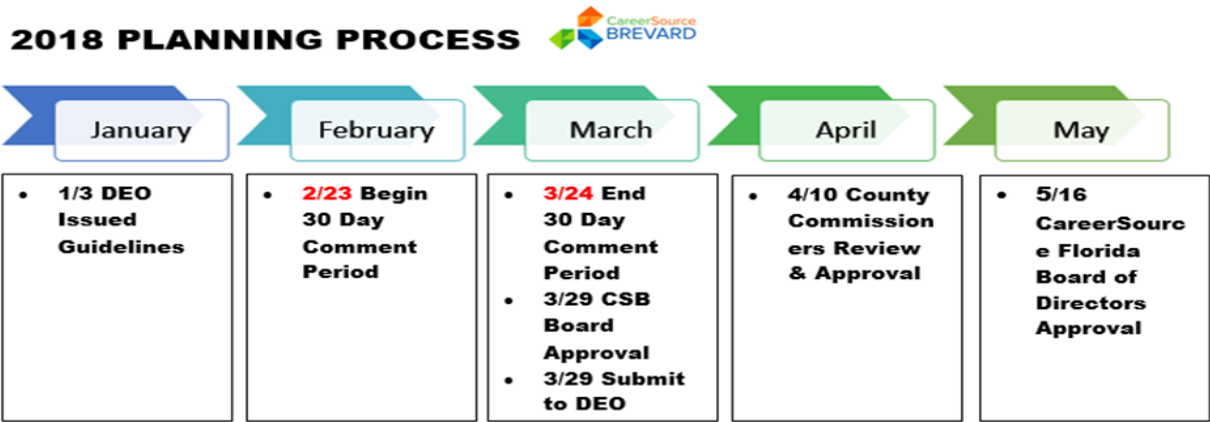 2018 PLANNING PROCESS
CareerSource
BREVARD
January
February
March
April
May
• 1/3 DEO
Issued
Guidelines
• 2/23 Begin
30 Day
Comment
Period
• 3/24 End
30 Day
Comment
Period
• 3/29 CSB
Board
Approval
• 3/29 Submit
to DEO
• 4/10 County
Commission
ers Review
& Approval
• 5/16
CareerSourc
e Florida
Board of
Directors
Approval